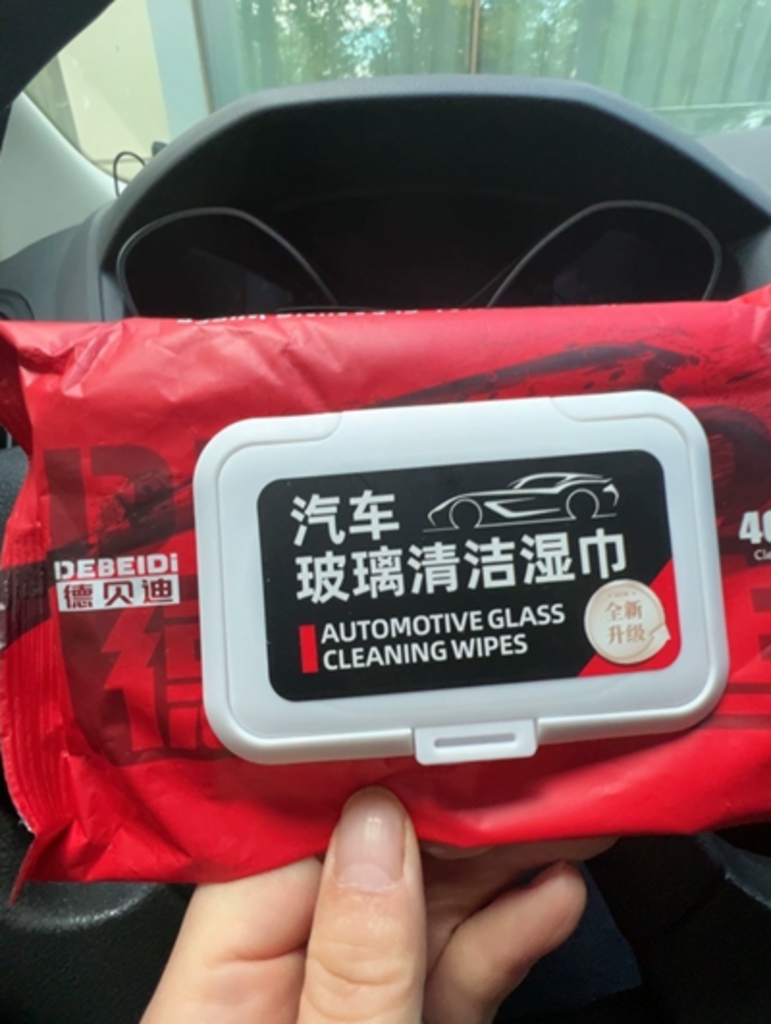 DEBEIDI
德贝迪
汽车
玻璃清洁湿巾
AUTOMOTIVE GLASS
CLEANING WIPES
全新
升级